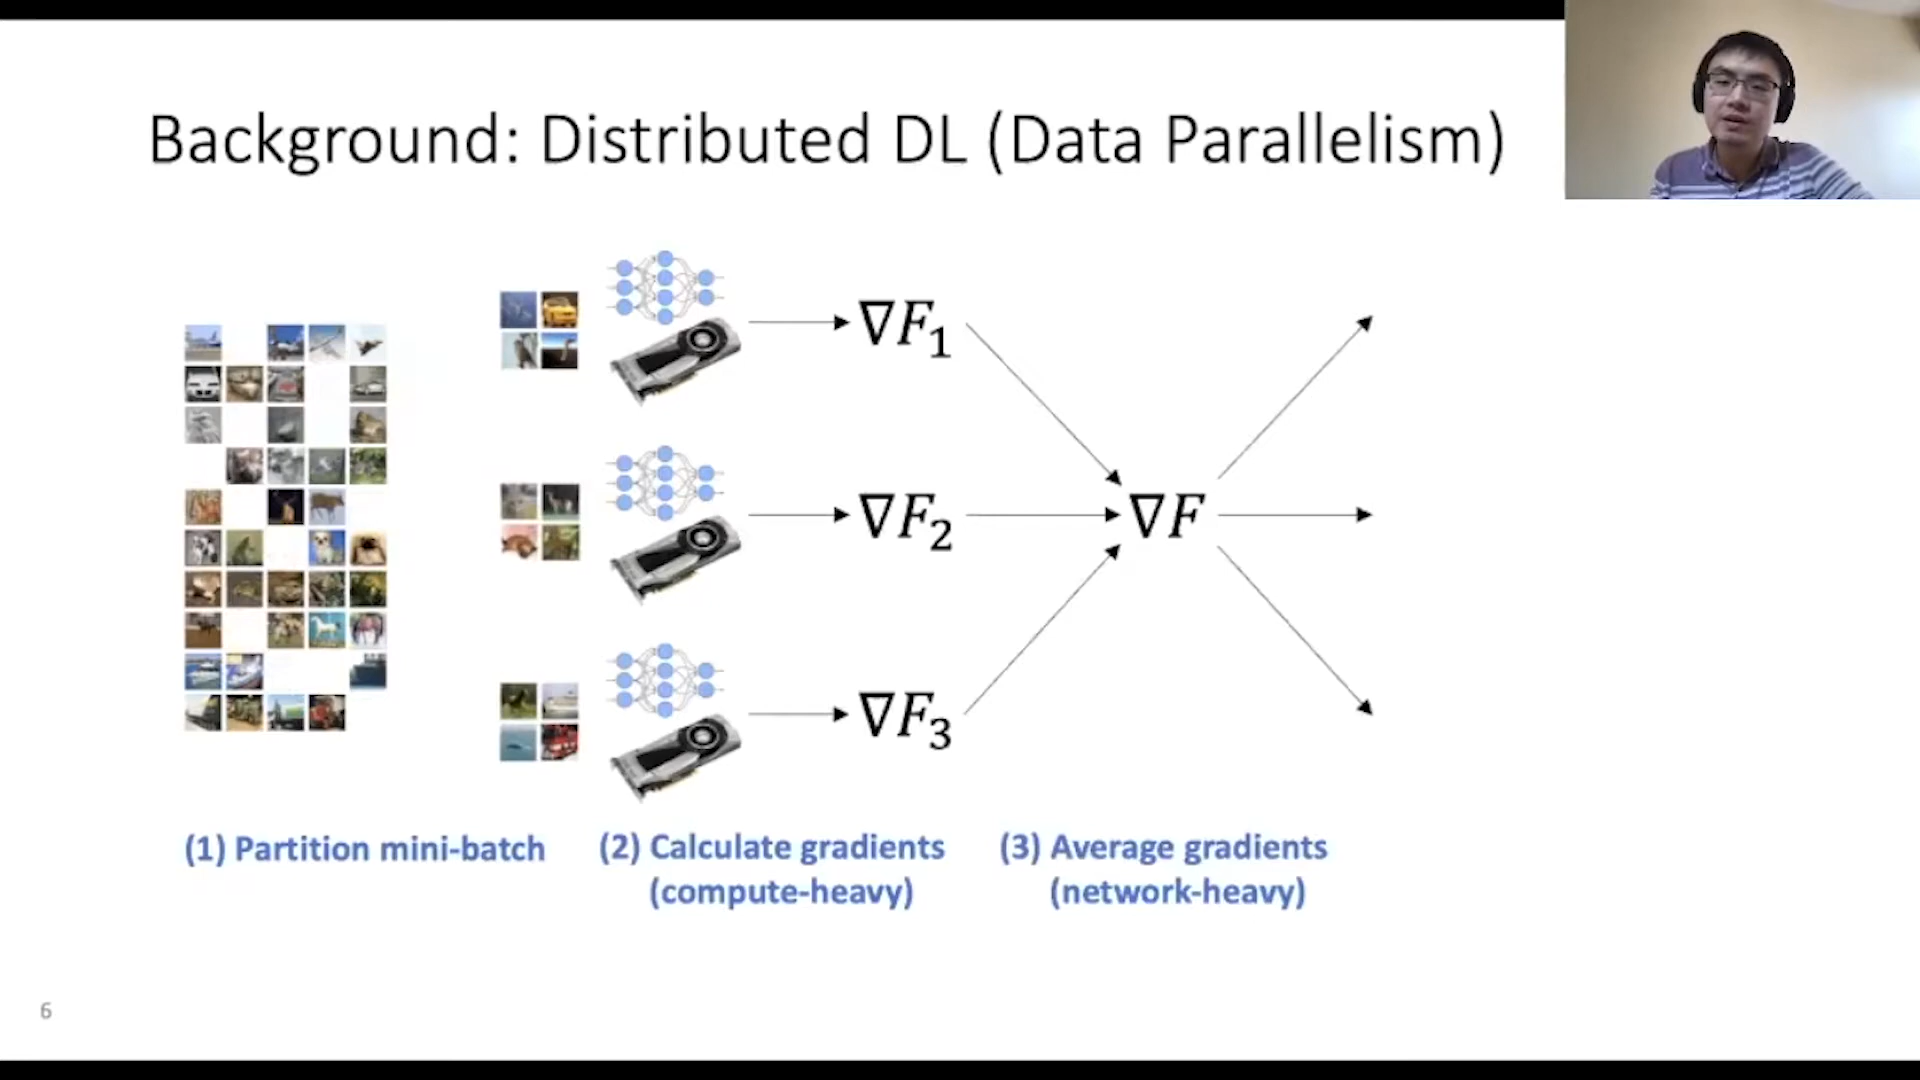 Background: Distributed DL (Data Parallelism)
∇F₁
∇F₂
∇F
∇F₃
(1) Partition mini-batch
(2) Calculate gradients
(compute-heavy)
(3) Average gradients
(network-heavy)
6